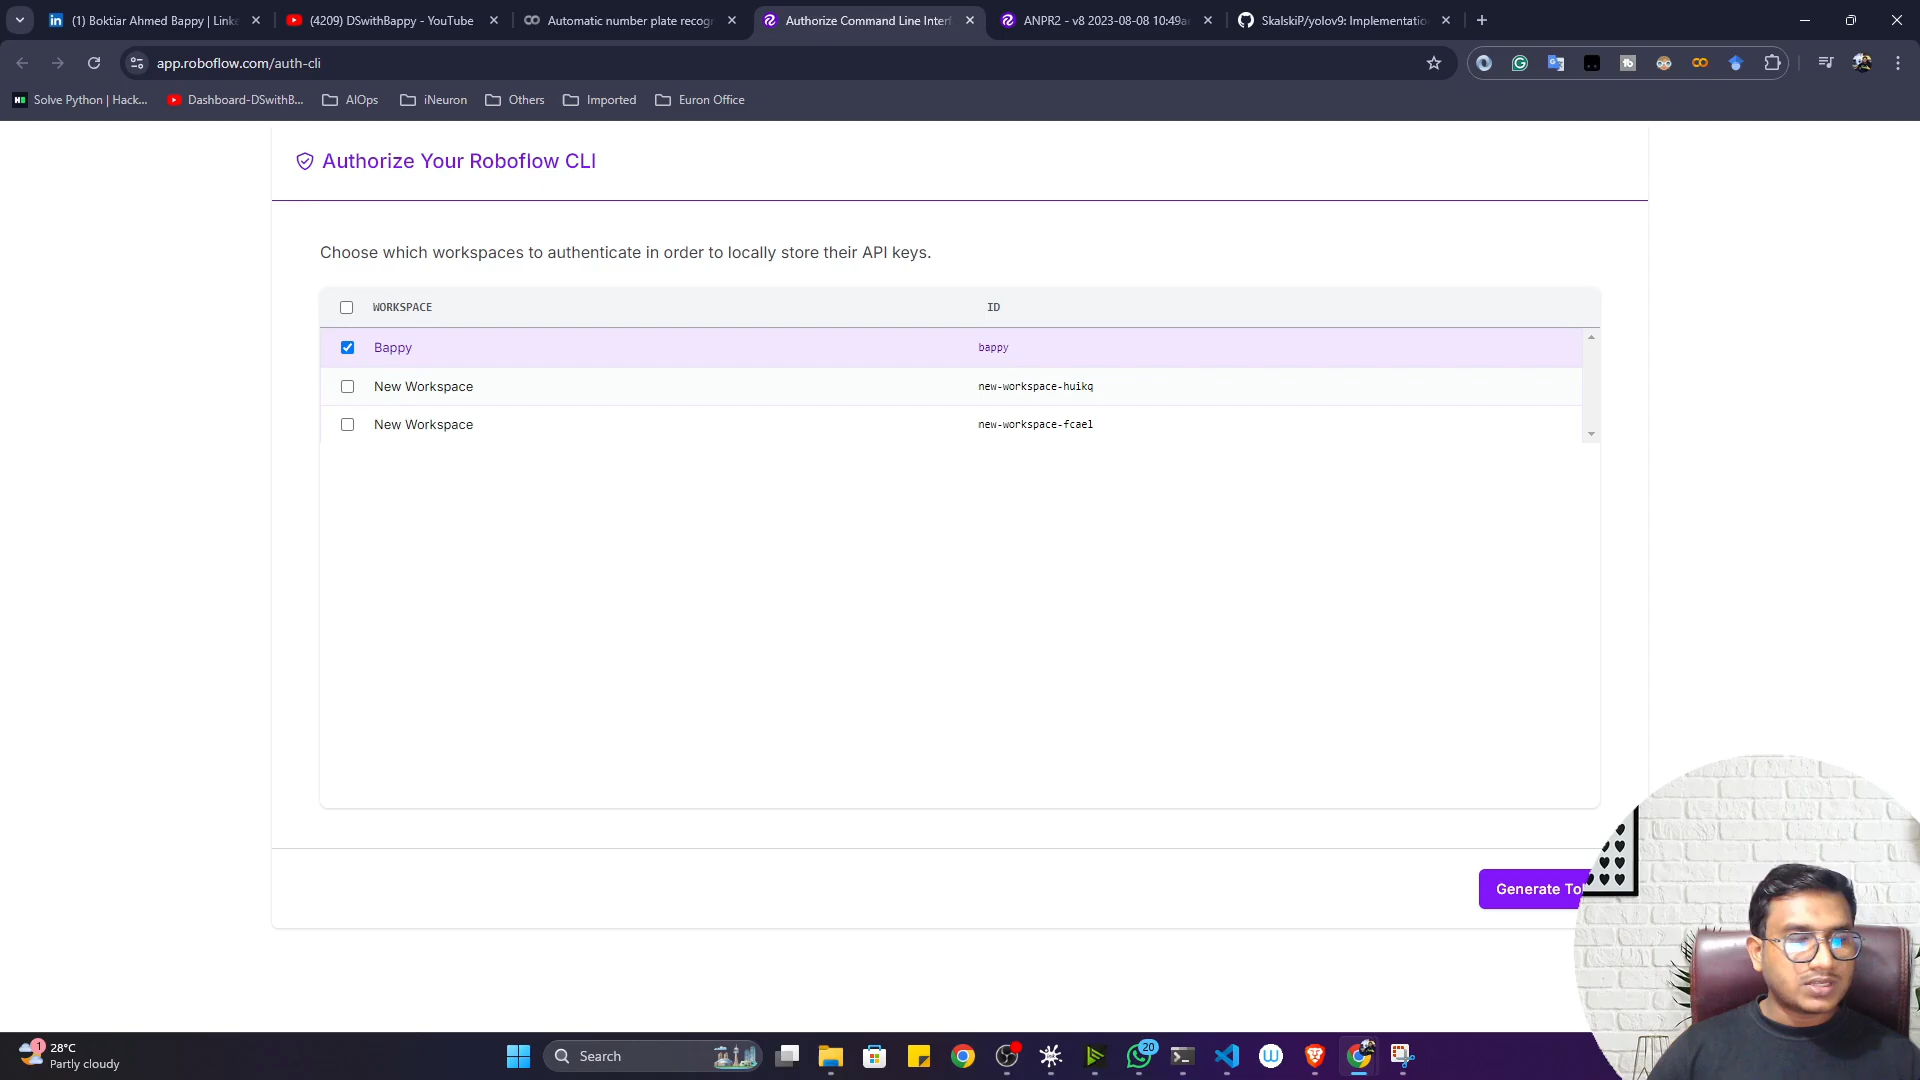 (1) Boktiar Ahmed Bappy | Linke
(4209) DSwithBappy - YouTube
Automatic number plate recogn
Authorize Command Line Interf
ANPR2 - v8 2023-08-08 10:49a
SkalskiP/yolov9: Implementatio
app.roboflow.com/auth-cli
Solve Python | Hack...
Dashboard-DSwithB...
AIOps
iNeuron
Others
Imported
Euron Office
Authorize Your Roboflow CLI
Choose which workspaces to authenticate in order to locally store their API keys.
WORKSPACE ID
Bappy bappy
New Workspace new-workspace-huikq
New Workspace new-workspace-fcael
Generate To
1
28°C
Partly cloudy
Search
20